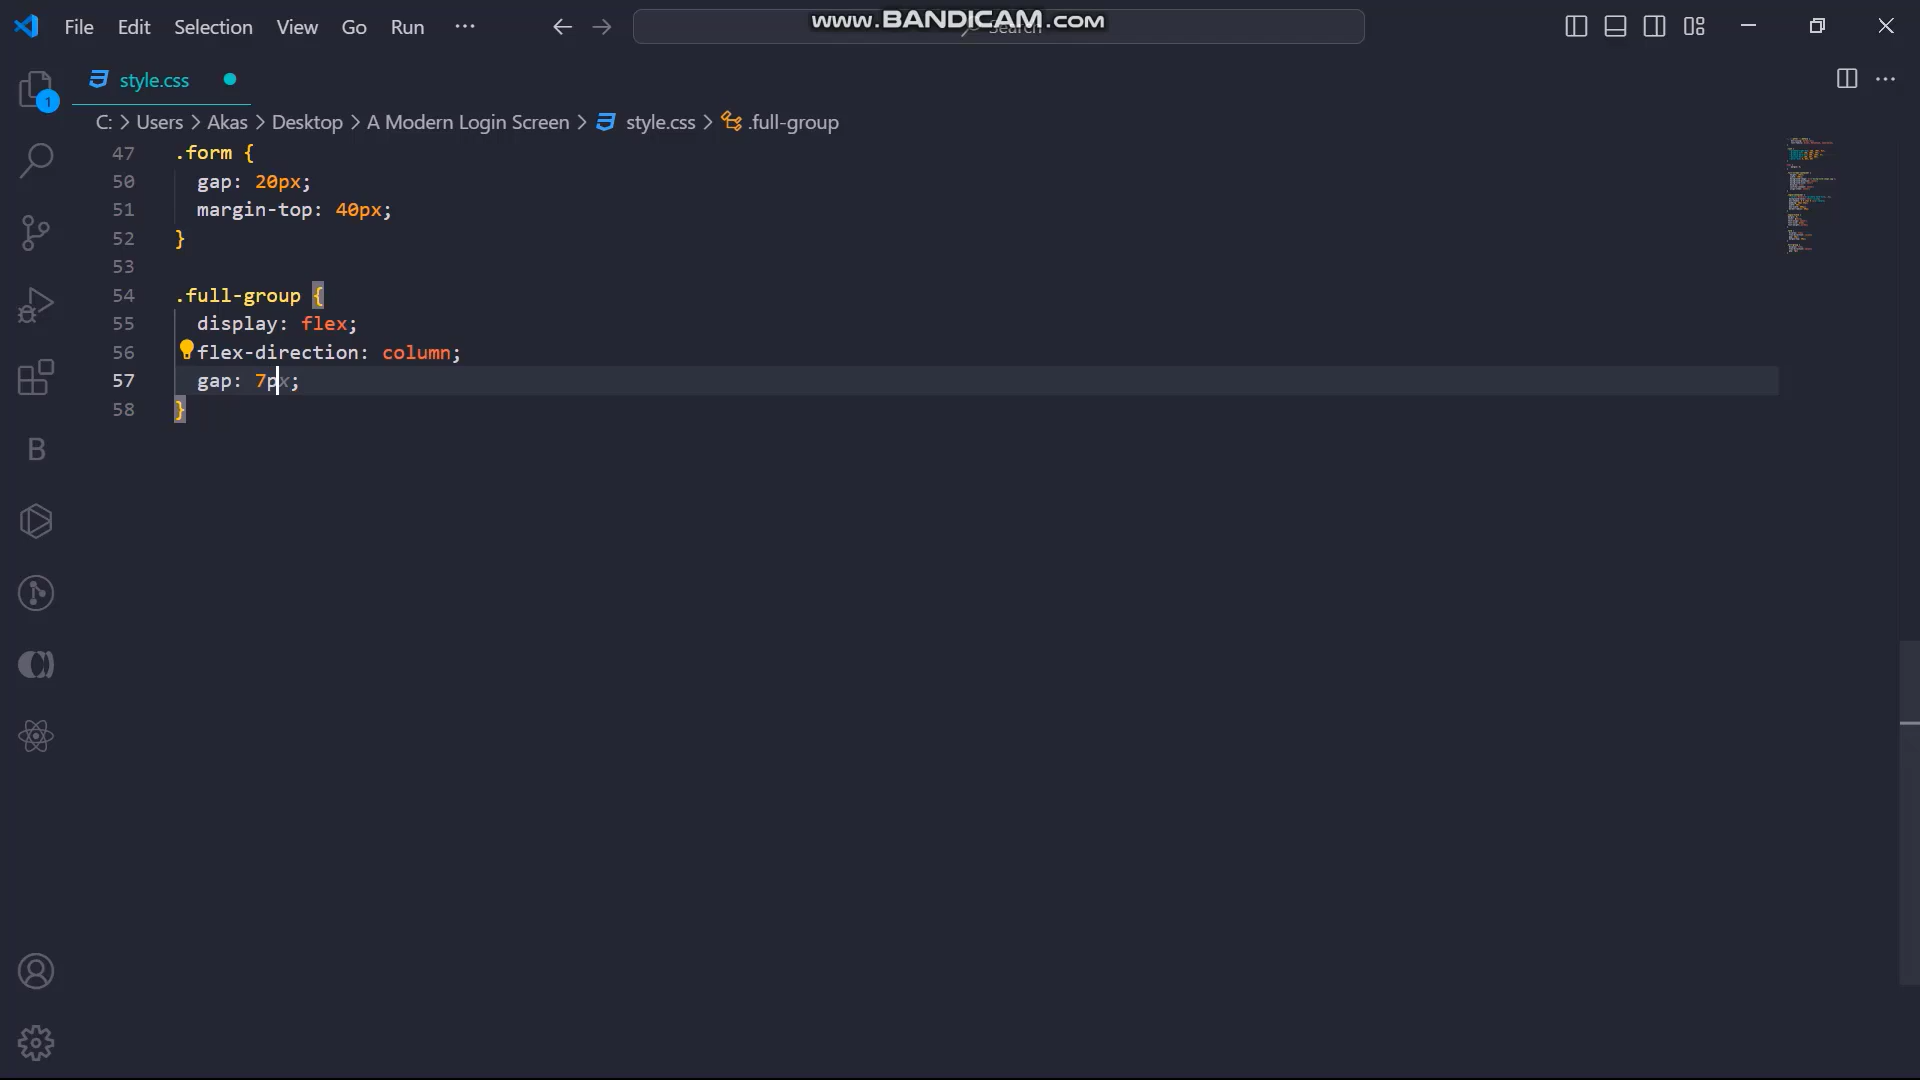 File Edit Selection View Go Run ···
www.BANDICAM.com
Search
style.css
1
C: > Users > Akas > Desktop > A Modern Login Screen > style.css > .full-group
47 .form {
50 gap: 20px;
51 margin-top: 40px;
52 }
53
54 .full-group {
55 display: flex;
56 flex-direction: column;
57 gap: 7px;
58 }
B